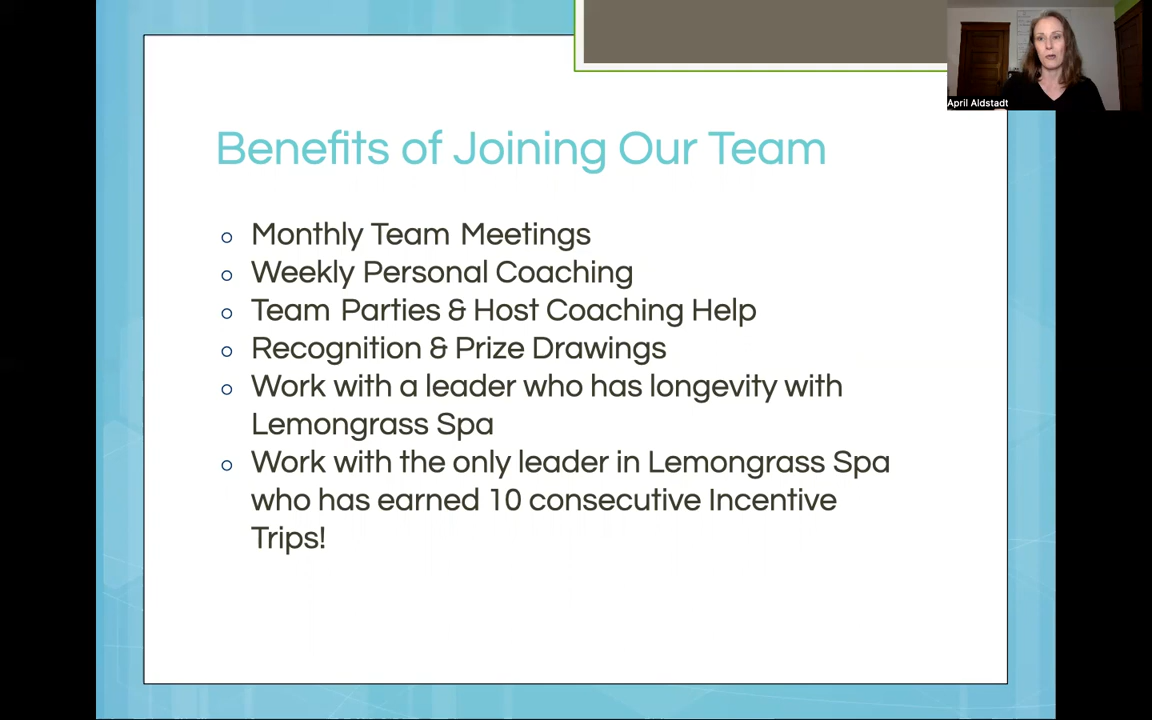 April Aldstadt
Benefits of Joining Our Team
Monthly Team Meetings
Weekly Personal Coaching
Team Parties & Host Coaching Help
Recognition & Prize Drawings
Work with a leader who has longevity with
Lemongrass Spa
Work with the only leader in Lemongrass Spa
who has earned 10 consecutive Incentive
Trips!